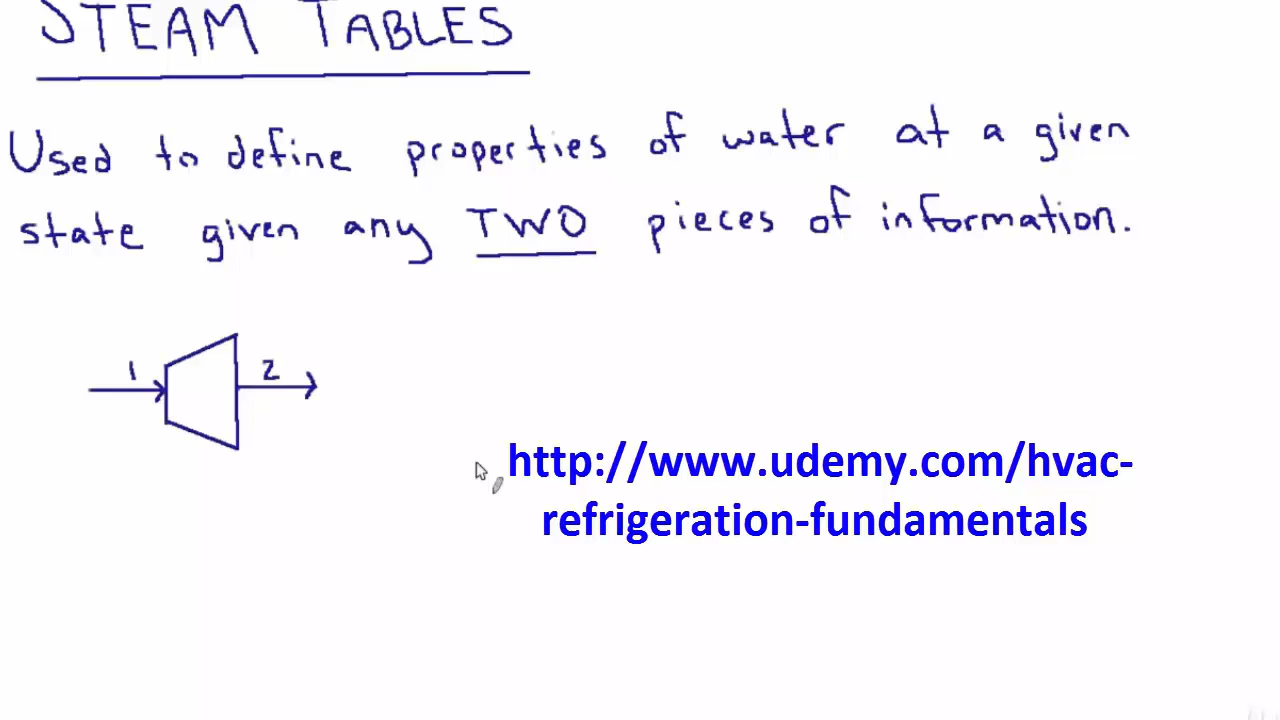 STEAM TABLES
Used to define properties of water at a given
state given any TWO pieces of information.
1
2
http://www.udemy.com/hvac-
refrigeration-fundamentals